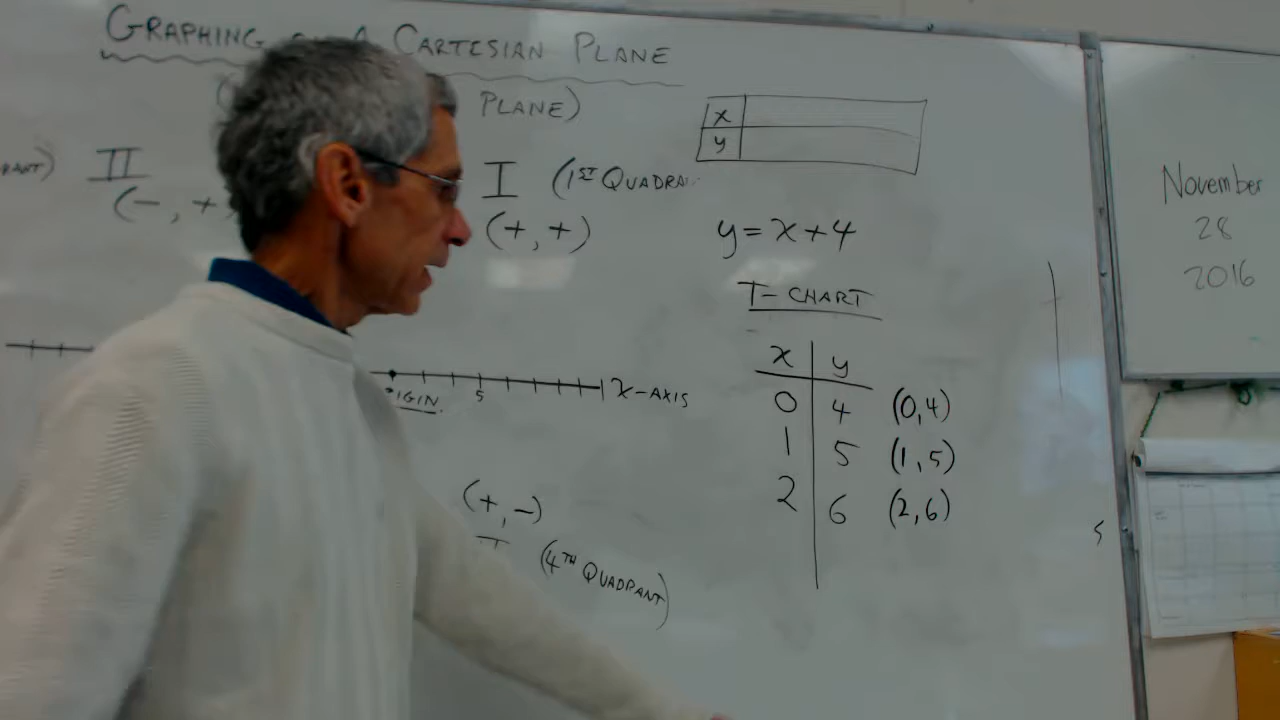 GRAPHING A CARTESIAN PLANE
PLANE)
II
(-, +
I (1ST
(+, +)
5
X-AXIS
(+, -)
(4TH QUADRANT)
x
y
y = x + 4
T-CHART
x y
0 4 (0,4)
1 5 (1,5)
2 6 (2,6)
November
28
2016